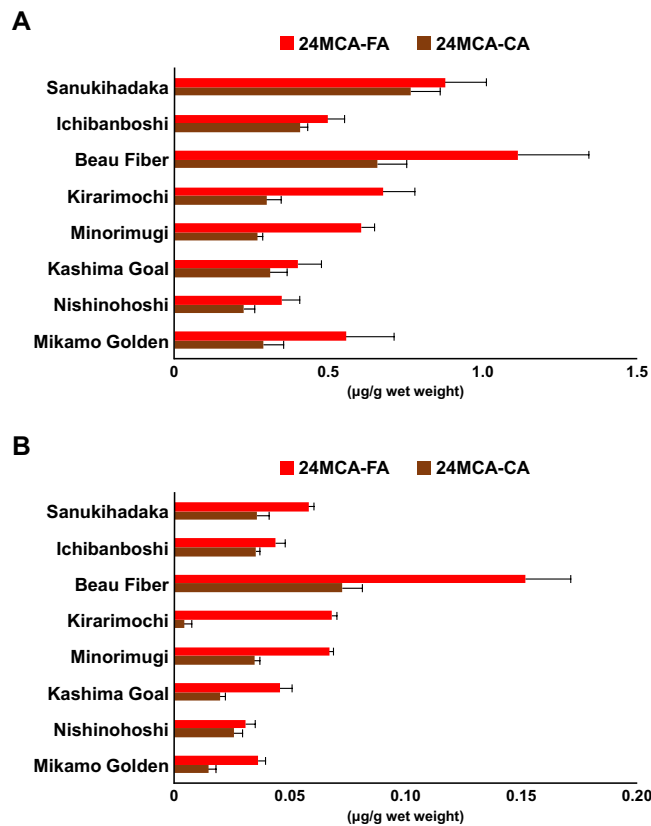 A
24MCA-FA 24MCA-CA
Sanukihadaka
Ichibanboshi
Beau Fiber
Kirarimochi
Minorimugi
Kashima Goal
Nishinohoshi
Mikamo Golden
0 0.5 1.0 1.5
(μg/g wet weight)
B
24MCA-FA 24MCA-CA
Sanukihadaka
Ichibanboshi
Beau Fiber
Kirarimochi
Minorimugi
Kashima Goal
Nishinohoshi
Mikamo Golden
0 0.05 0.10 0.15 0.20
(μg/g wet weight)